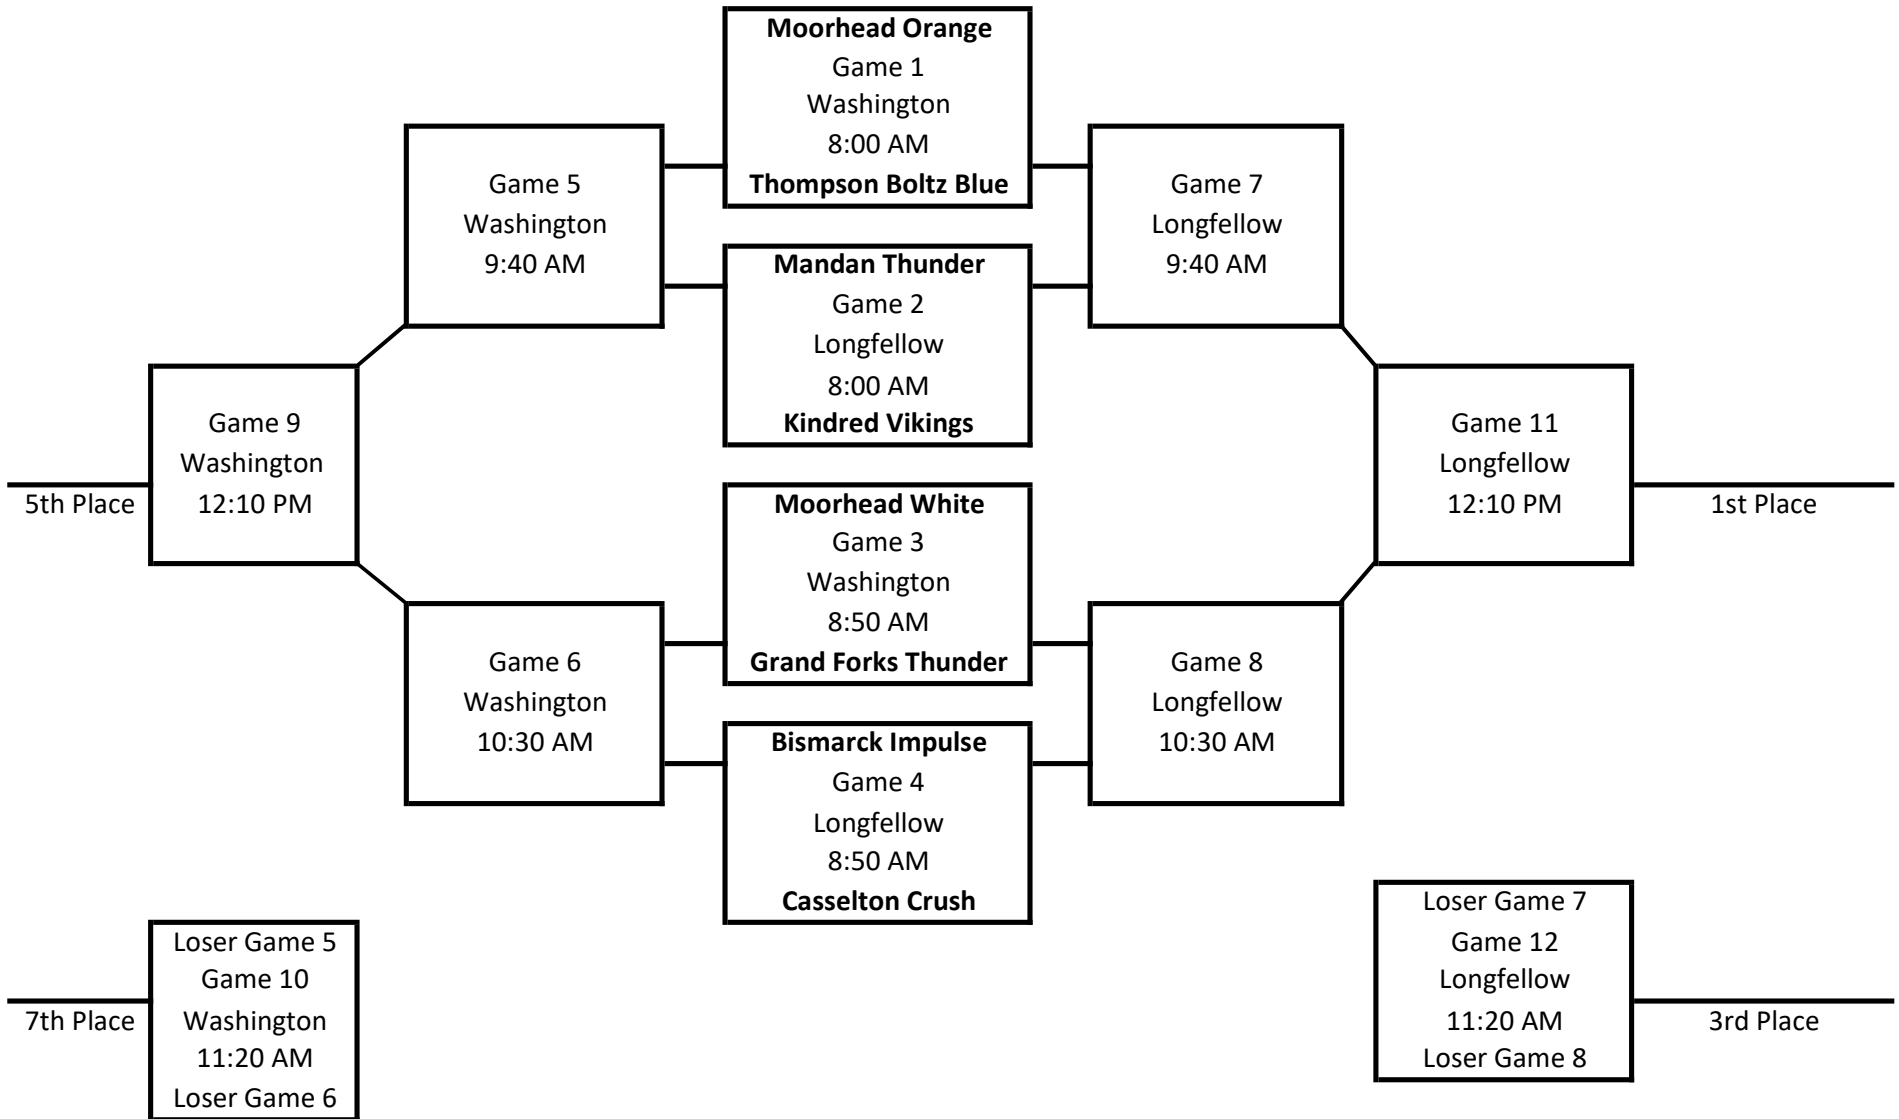 Moorhead Orange
Game 1
Washington
8:00 AM
Thompson Boltz Blue
Game 5
Washington
9:40 AM
Game 7
Longfellow
9:40 AM
Mandan Thunder
Game 2
Longfellow
8:00 AM
Kindred Vikings
Game 9
Washington
12:10 PM
5th Place
Game 11
Longfellow
12:10 PM
1st Place
Moorhead White
Game 3
Washington
8:50 AM
Grand Forks Thunder
Game 6
Washington
10:30 AM
Game 8
Longfellow
10:30 AM
Bismarck Impulse
Game 4
Longfellow
8:50 AM
Casselton Crush
Loser Game 5
Game 10
Washington
11:20 AM
Loser Game 6
7th Place
Loser Game 7
Game 12
Longfellow
11:20 AM
Loser Game 8
3rd Place